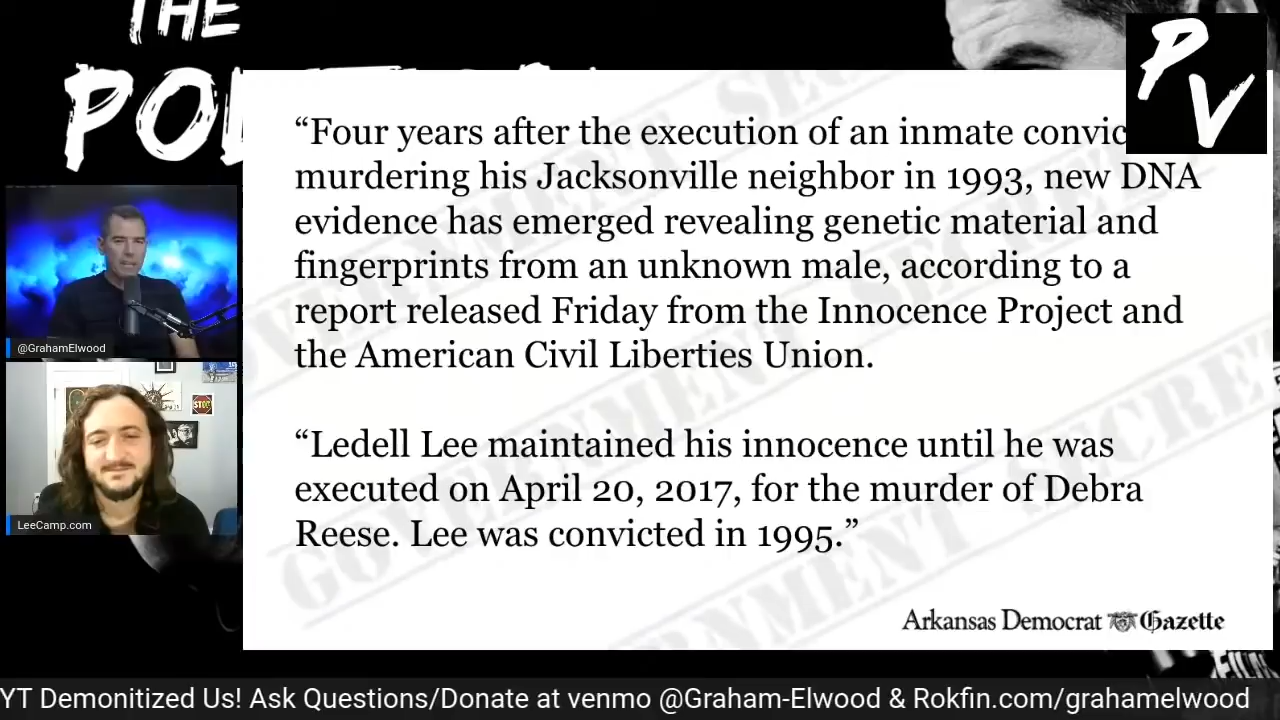 THE
P
V
“Four years after the execution of an inmate
murdering his Jacksonville neighbor in 1993, new DNA
evidence has emerged revealing genetic material and
fingerprints from an unknown male, according to a
report released Friday from the Innocence Project and
the American Civil Liberties Union.
“Ledell Lee maintained his innocence until he was
executed on April 20, 2017, for the murder of Debra
Reese. Lee was convicted in 1995.”
@GrahamElwood
STOP
LeeCamp.com
Arkansas Democrat Gazette
YT Demonitized Us! Ask Questions/Donate at venmo @Graham-Elwood & Rokfin.com/grahamelwood